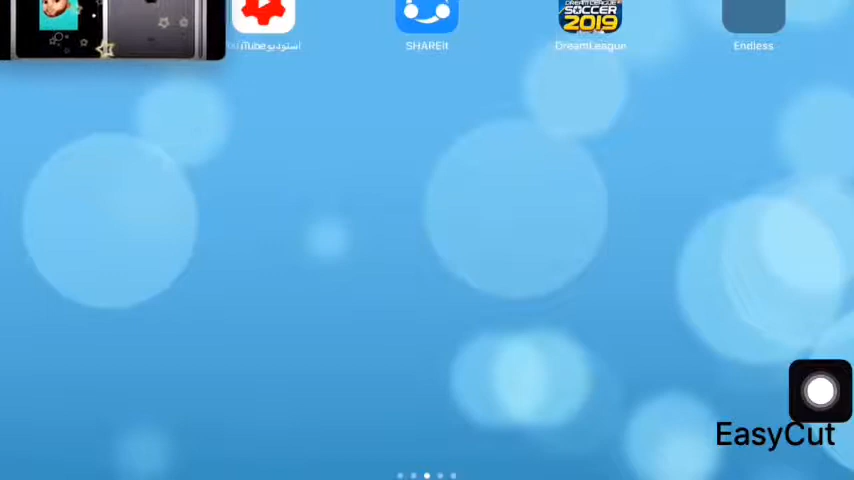 YouTube استوديو
SHAREit
DREAM LEAGUE
SOCCER
2019
DreamLeague
Endless
EasyCut